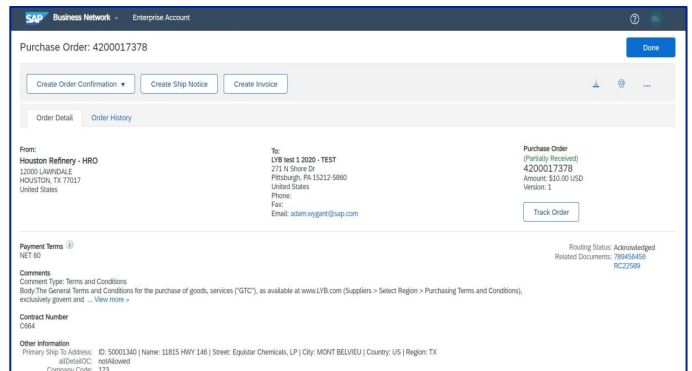 SAP Business Network Enterprise Account BL
Purchase Order: 4200017378
Done
Create Order Confirmation Create Ship Notice Create Invoice
Order Detail Order History
From:
Houston Refinery - HRO
12000 LAWNDALE
HOUSTON, TX 77017
United States
To:
LYB test 1 2020 - TEST
271 N Shore Dr
Pittsburgh, PA 15212-5860
United States
Phone:
Fax:
Email: adam.wygant@sap.com
Purchase Order
(Partially Received)
4200017378
Amount: $10.00 USD
Version: 1
Track Order
Payment Terms
NET 60
Routing Status: Acknowledged
Related Documents: 789456456
RC22589
Comments
Comment Type: Terms and Conditions
Body:The General Terms and Conditions for the purchase of goods, services ("GTC"), as available at www.LYB.com (Suppliers > Select Region > Purchasing Terms and Conditions),
exclusively govern and ... View more »
Contract Number
C664
Other Information
Primary Ship To Address: ID: 50001340 | Name: 11815 HWY 146 | Street: Equistar Chemicals, LP | City: MONT BELVIEU | Country: US | Region: TX
allDetailOC: notAllowed
Company Code: 123